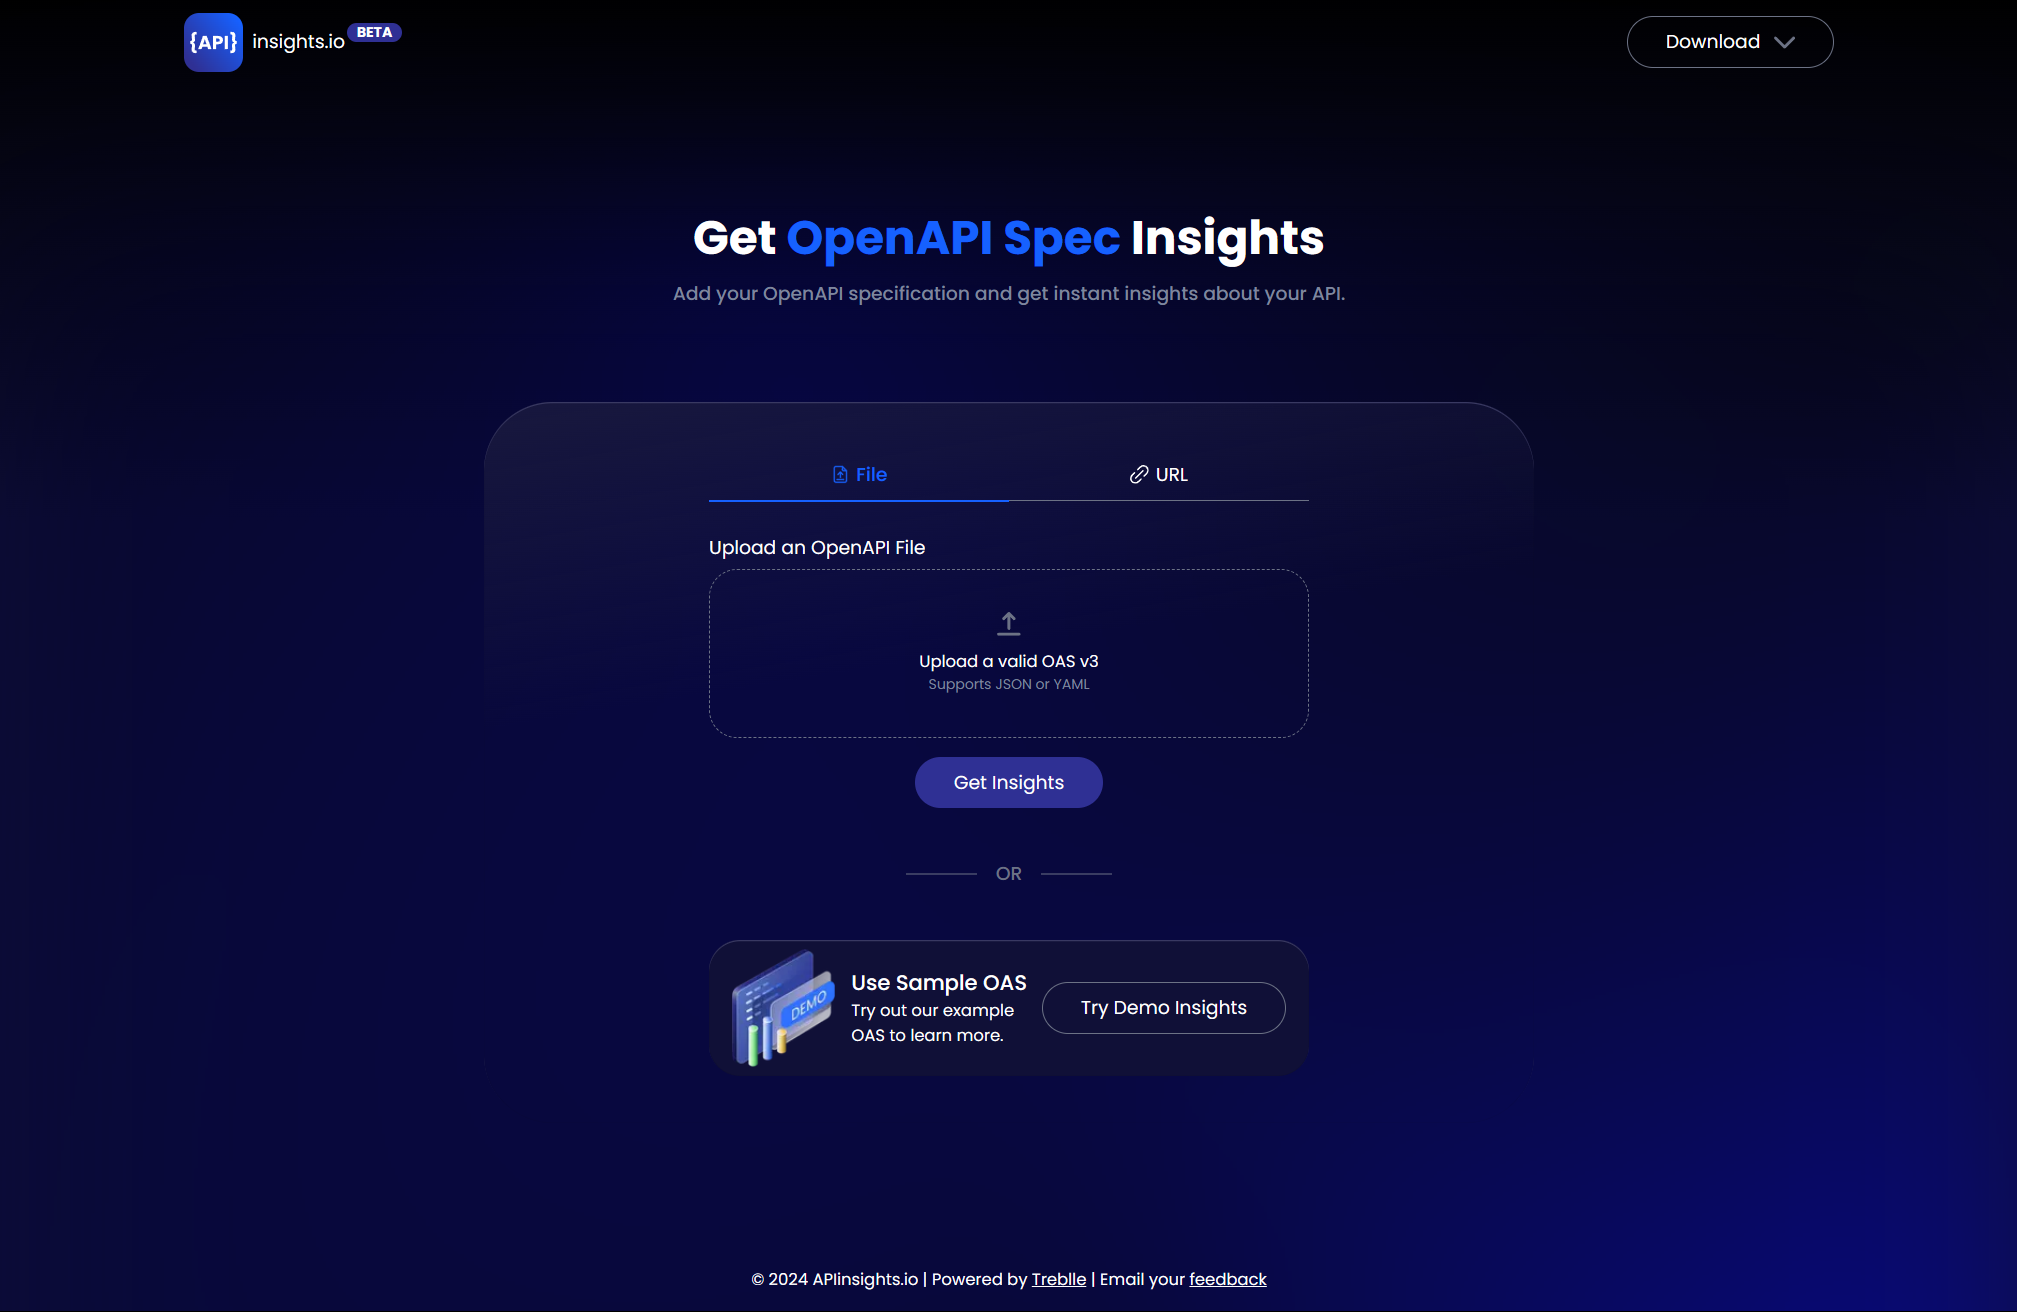 {API} insights.io BETA
Download
Get OpenAPI Spec Insights
Add your OpenAPI specification and get instant insights about your API.
File
URL
Upload an OpenAPI File
Upload a valid OAS v3
Supports JSON or YAML
Get Insights
OR
DEMO
Use Sample OAS
Try out our example
OAS to learn more.
Try Demo Insights
© 2024 APIinsights.io | Powered by Treblle | Email your feedback